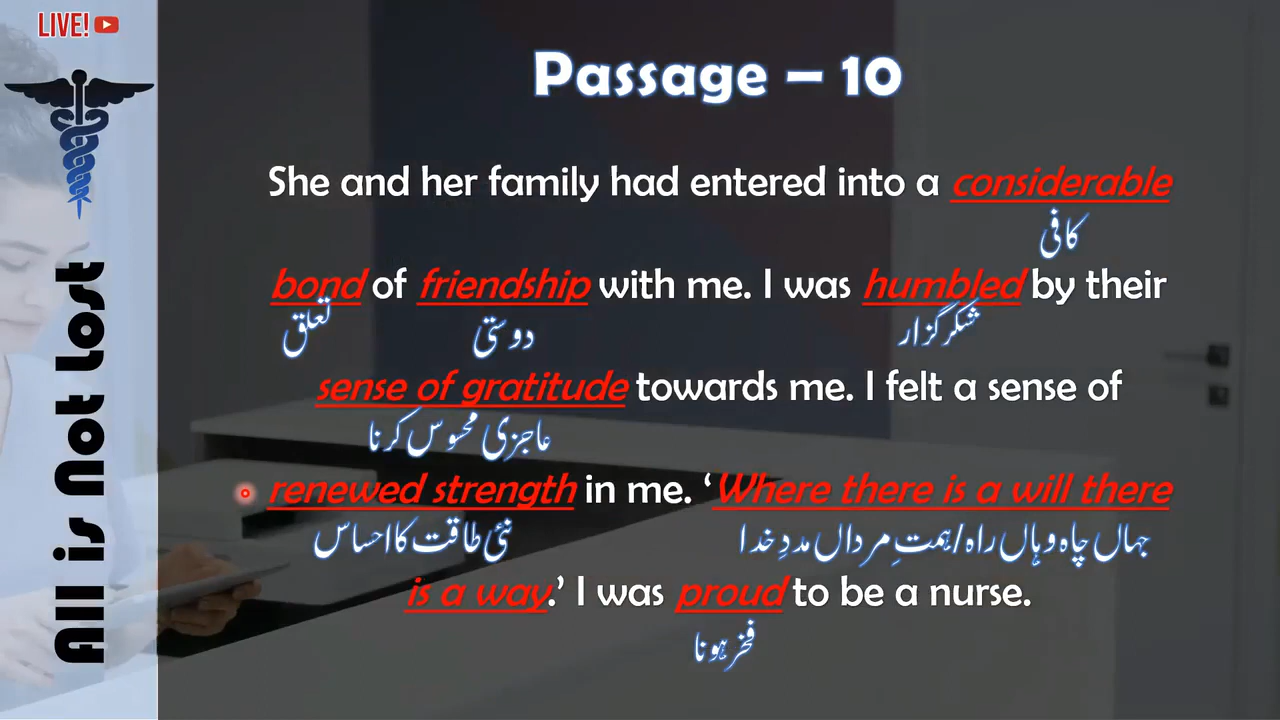 LIVE!
All is Not Lost
Passage – 10
She and her family had entered into a considerable
کافی
bond of friendship with me. I was humbled by their
تعلق دوستی شکرگزار
sense of gratitude towards me. I felt a sense of
عاجزی محسوس کرنا
renewed strength in me. ‘Where there is a will there
نئی طاقت کا احساس جہاں چاہ وہاں راہ/ہمتِ مرداں مددِ خدا
is a way.’ I was proud to be a nurse.
فخر ہونا